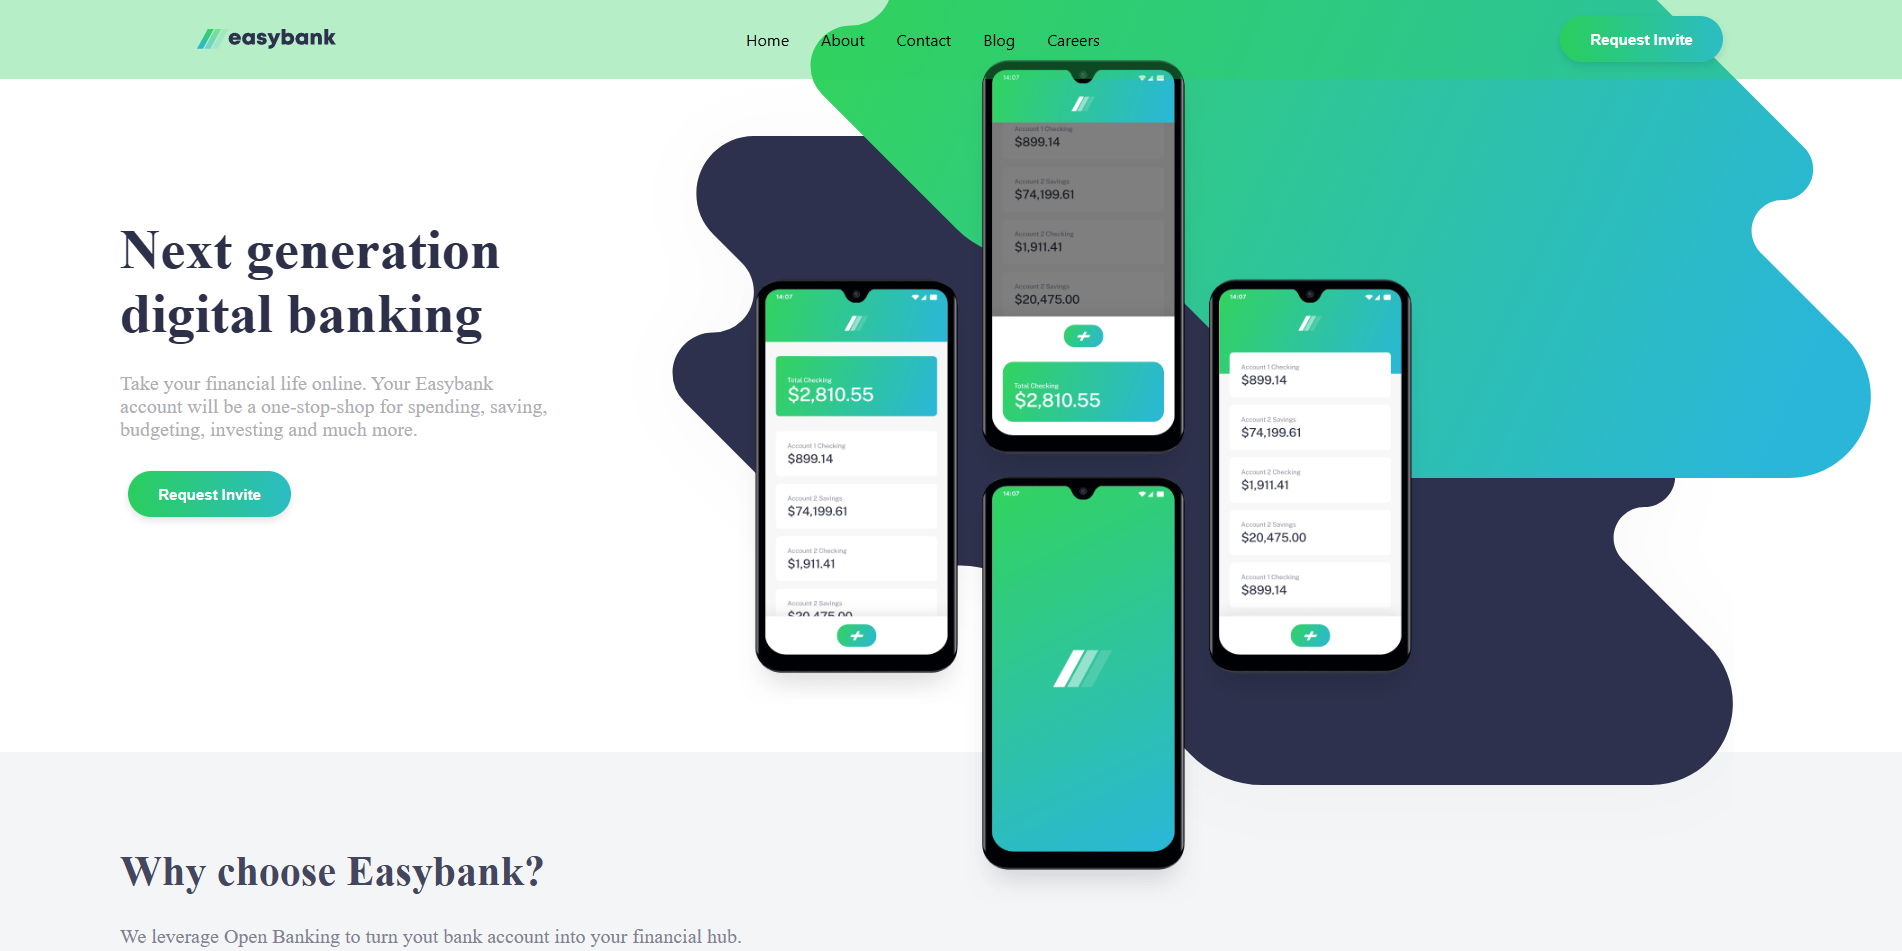 easybank
Home About Contact Blog Careers
Request Invite
Next generation
digital banking
Take your financial life online. Your Easybank
account will be a one-stop-shop for spending, saving,
budgeting, investing and much more.
Request Invite
14:07
Total Checking
$2,810.55
Account 1 Checking
$899.14
Account 2 Savings
$74,199.61
Account 2 Checking
$1,911.41
Account 2 Savings
$20,475.00
14:07
Account 1 Checking
$899.14
Account 2 Savings
$74,199.61
Account 2 Checking
$1,911.41
Account 2 Savings
$20,475.00
Total Checking
$2,810.55
14:07
14:07
Account 1 Checking
$899.14
Account 2 Savings
$74,199.61
Account 2 Checking
$1,911.41
Account 2 Savings
$20,475.00
Account 1 Checking
$899.14
Why choose Easybank?
We leverage Open Banking to turn yout bank account into your financial hub.